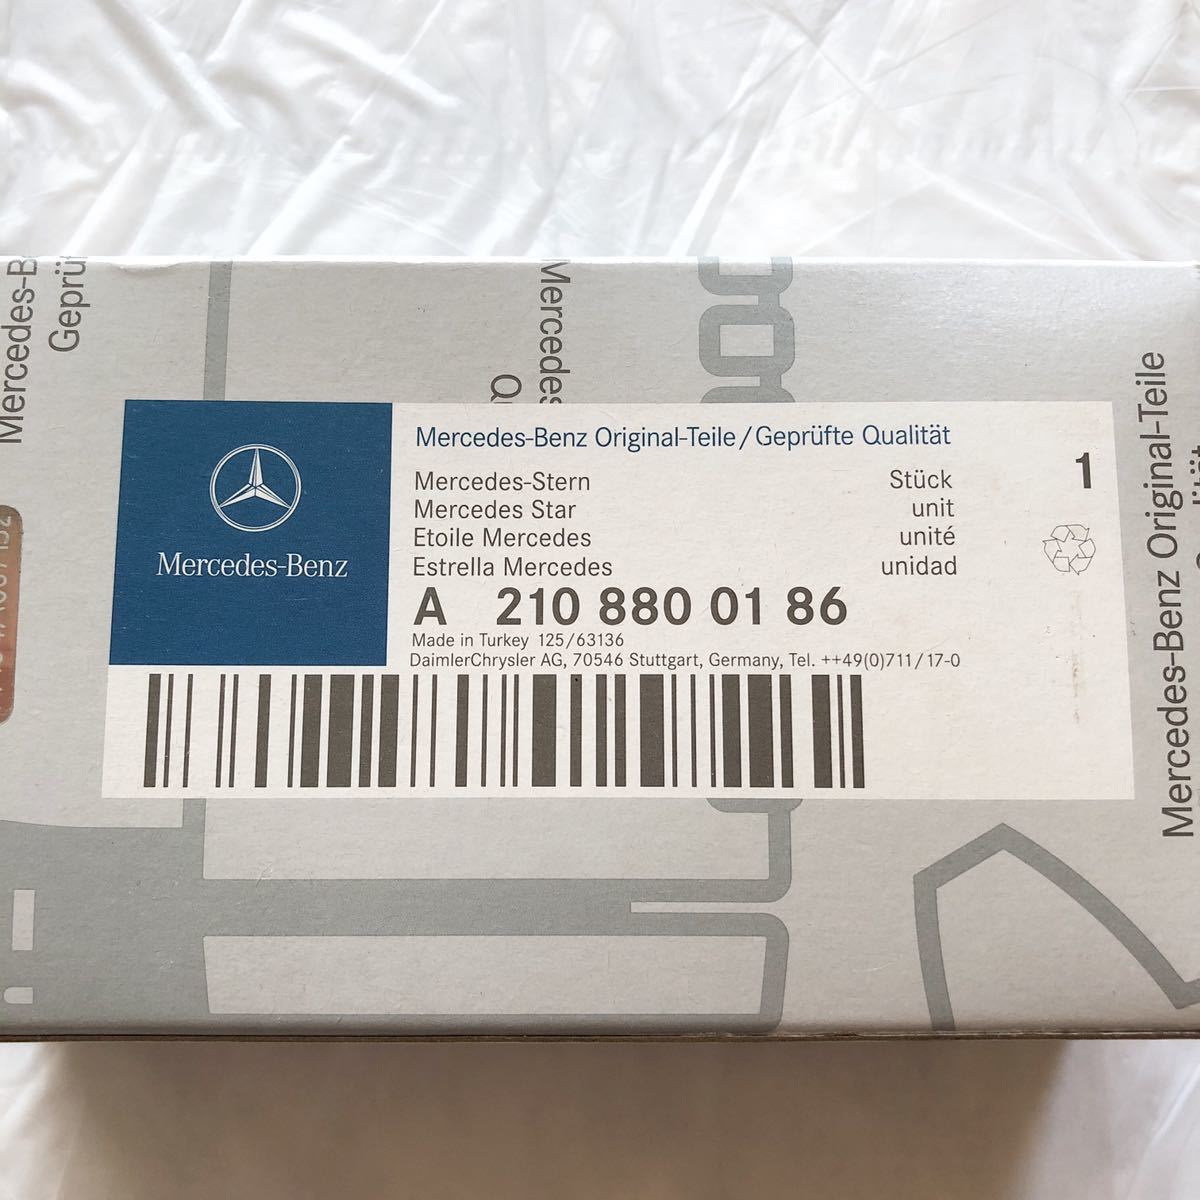 Mercedes-B
Geprü
Mercedes
Mercedes-Benz Original-Teile
Mercedes-Benz
Mercedes-Benz Original-Teile/Geprüfte Qualität
Mercedes-Stern Stück 1
Mercedes Star unit
Etoile Mercedes unité
Estrella Mercedes unidad
A 210 880 01 86
Made in Turkey 125/63136
DaimlerChrysler AG, 70546 Stuttgart, Germany, Tel. ++49(0)711/17-0